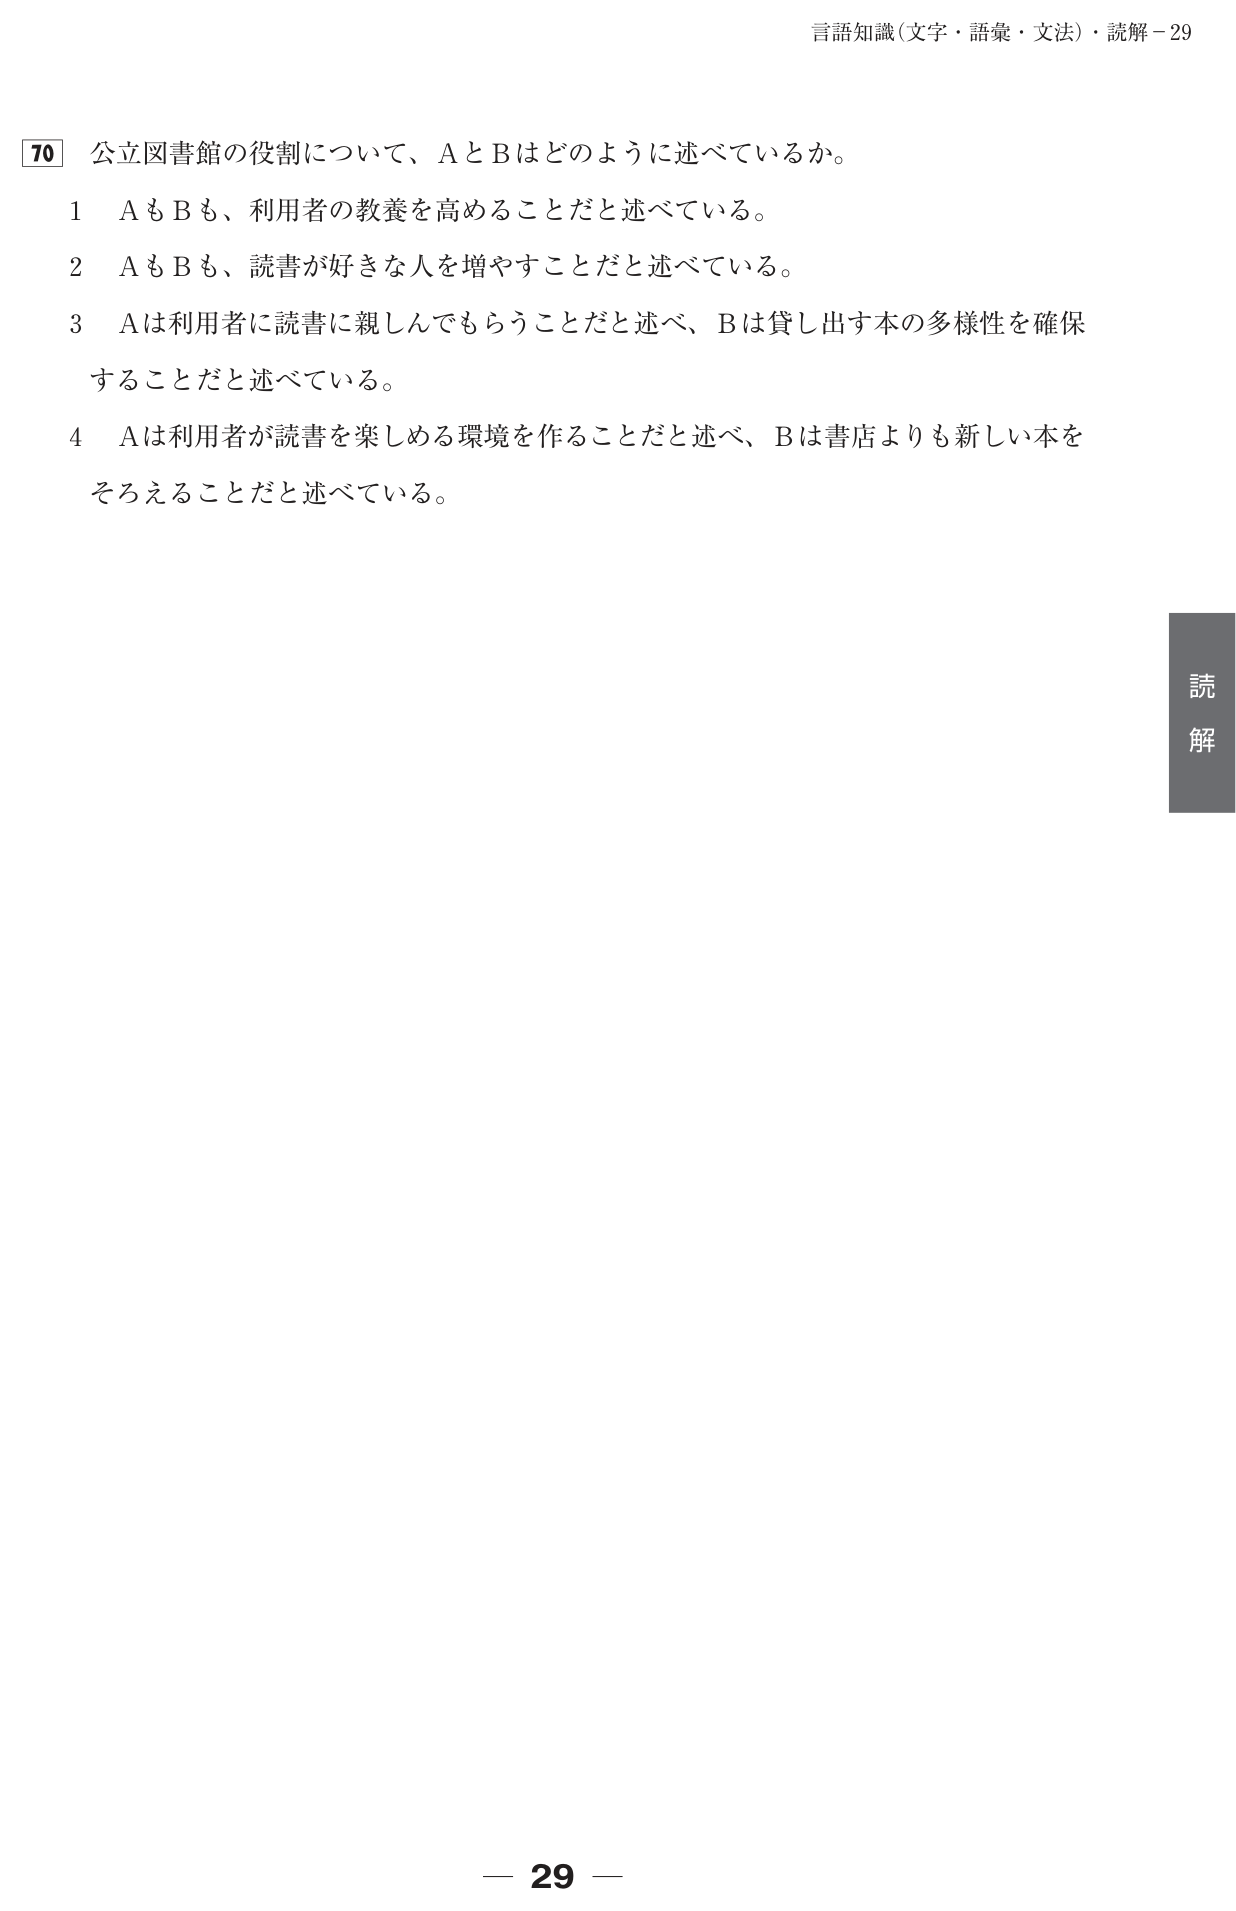 言語知識(文字・語彙・文法)・読解－29
70　公立図書館の役割について、AとBはどのように述べているか。
1　AもBも、利用者の教養を高めることだと述べている。
2　AもBも、読書が好きな人を増やすことだと述べている。
3　Aは利用者に読書に親しんでもらうことだと述べ、Bは貸し出す本の多様性を確保
することだと述べている。
4　Aは利用者が読書を楽しめる環境を作ることだと述べ、Bは書店よりも新しい本を
そろえることだと述べている。
読解
— 29 —